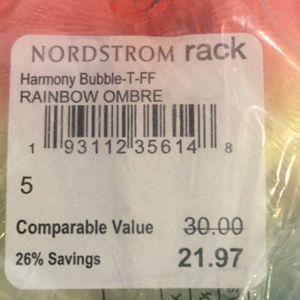 NORDSTROM rack
Harmony Bubble-T-FF
RAINBOW OMBRE
1 93112 35614 8
5
Comparable Value 30.00
26% Savings 21.97